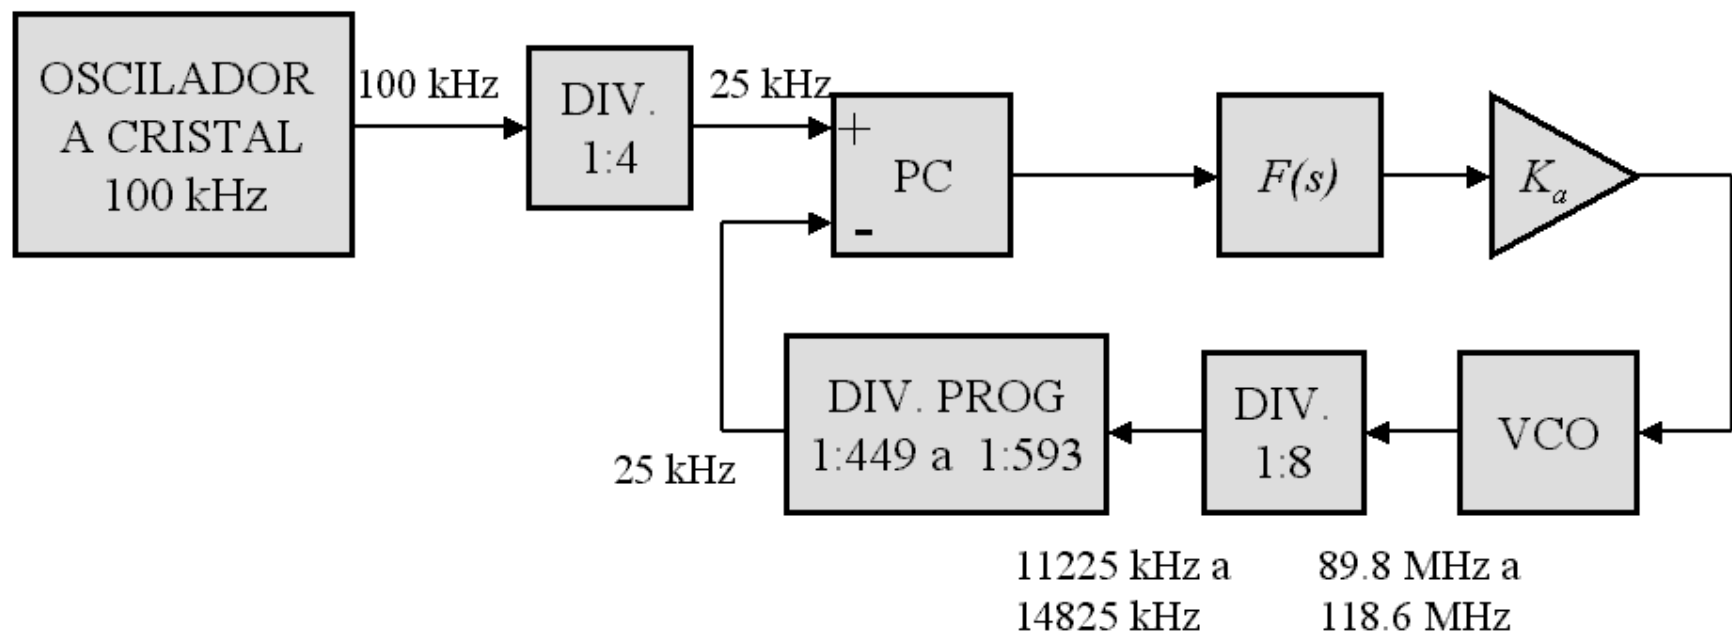 OSCILADOR
A CRISTAL
100 kHz
100 kHz
DIV.
1:4
25 kHz
+
-
PC
F(s)
Ka
DIV. PROG
1:449 a 1:593
DIV.
1:8
VCO
25 kHz
11225 kHz a
14825 kHz
89.8 MHz a
118.6 MHz